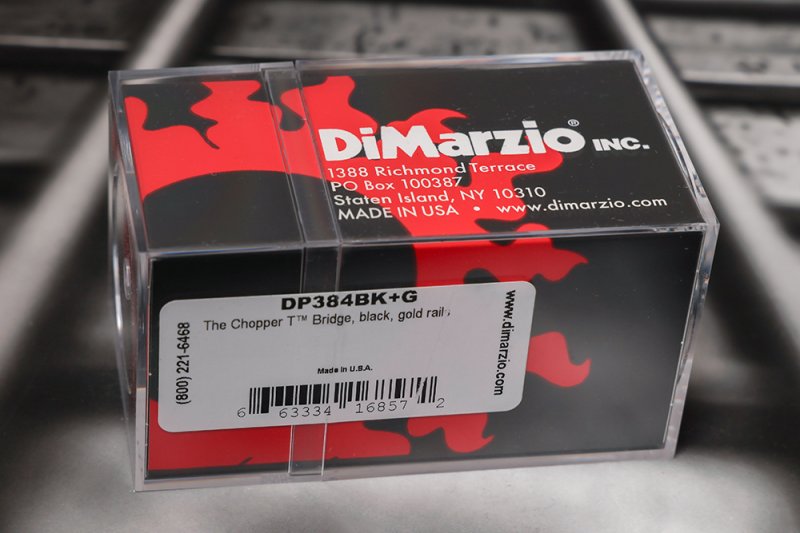 DiMarzio® INC.
1388 Richmond Terrace
PO Box 100387
Staten Island, NY 10310
MADE IN USA • www.dimarzio.com
DP384BK+G
The Chopper T™ Bridge, black, gold rails
(800) 221-6468
www.dimarzio.com
Made in U.S.A.
6 63334 16857 2